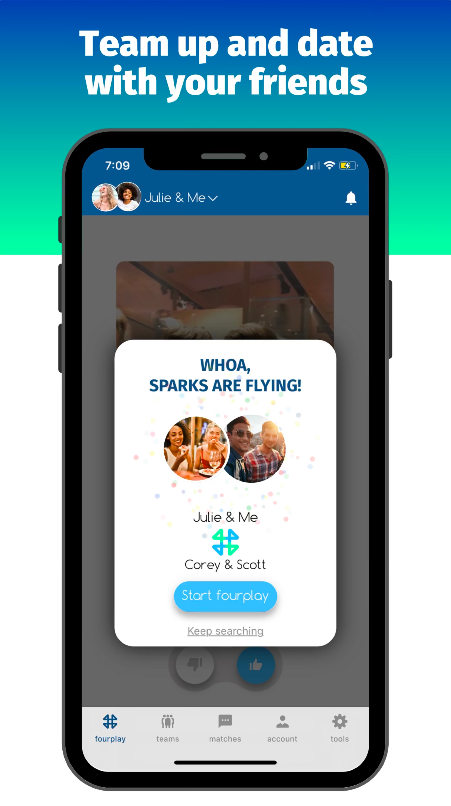 Team up and date
with your friends
7:09
Julie & Me
WHOA,
SPARKS ARE FLYING!
Julie & Me
Corey & Scott
Start fourplay
Keep searching
fourplay
teams
matches
account
tools